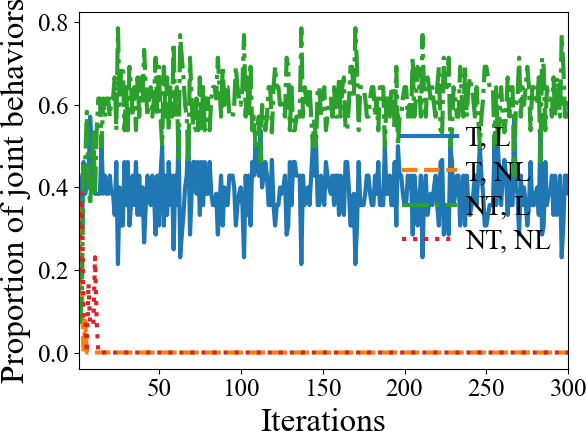 Proportion of joint behaviors
0.8
0.6
0.4
0.2
0.0
T, L
T, NL
NT, L
NT, NL
50 100 150 200 250 300
Iterations